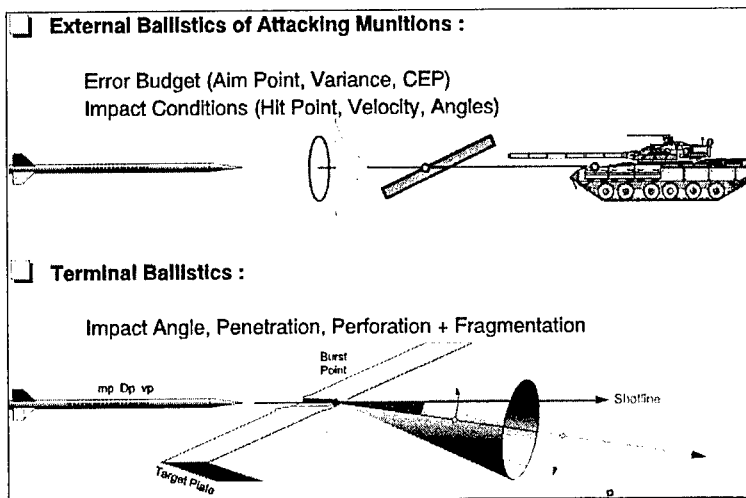 External Ballistics of Attacking Munitions :
Error Budget (Aim Point, Variance, CEP)
Impact Conditions (Hit Point, Velocity, Angles)
Terminal Ballistics :
Impact Angle, Penetration, Perforation + Fragmentation
Burst
Point
mp Dp vp
Shotline
Target Plate